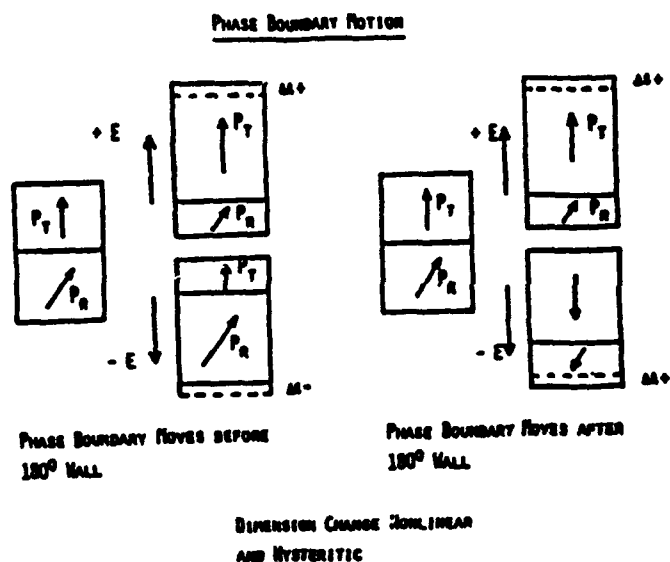 PHASE BOUNDARY MOTION
Δℓ+
+ E
P_T
P_T
P_R
P_R
P_T
P_R
- E
Δℓ-
PHASE BOUNDARY MOVES BEFORE
180° WALL
Δℓ+
+ E
P_T
P_T
P_R
P_R
- E
Δℓ+
PHASE BOUNDARY MOVES AFTER
180° WALL
DIMENSION CHANGE NONLINEAR
AND HYSTERITIC